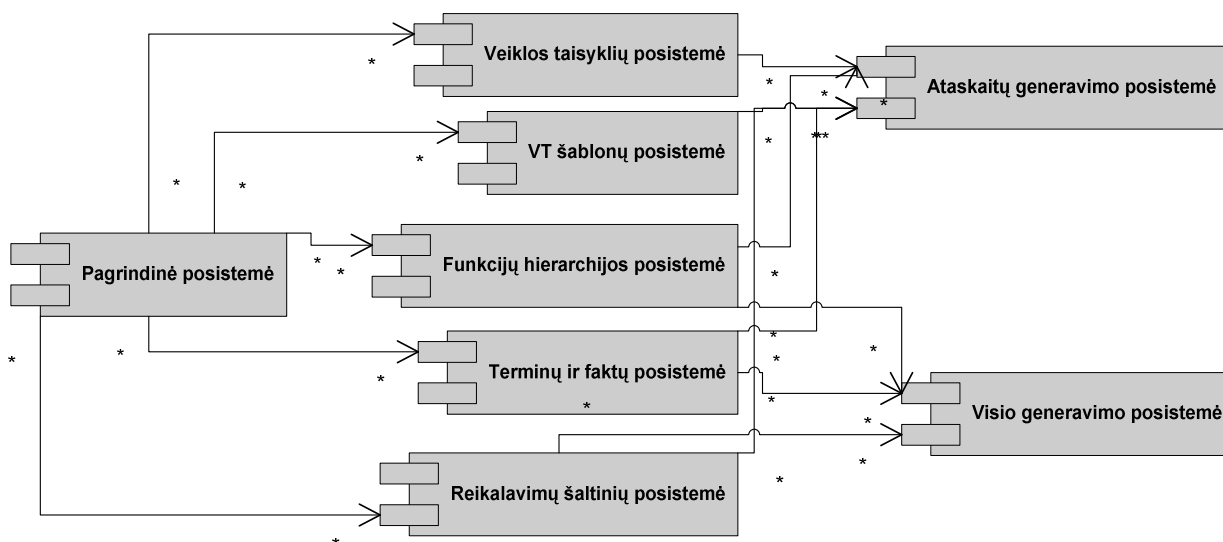 Veiklos taisyklių posistemė
Ataskaitų generavimo posistemė
VT šablonų posistemė
Pagrindinė posistemė
Funkcijų hierarchijos posistemė
Terminų ir faktų posistemė
Visio generavimo posistemė
Reikalavimų šaltinių posistemė